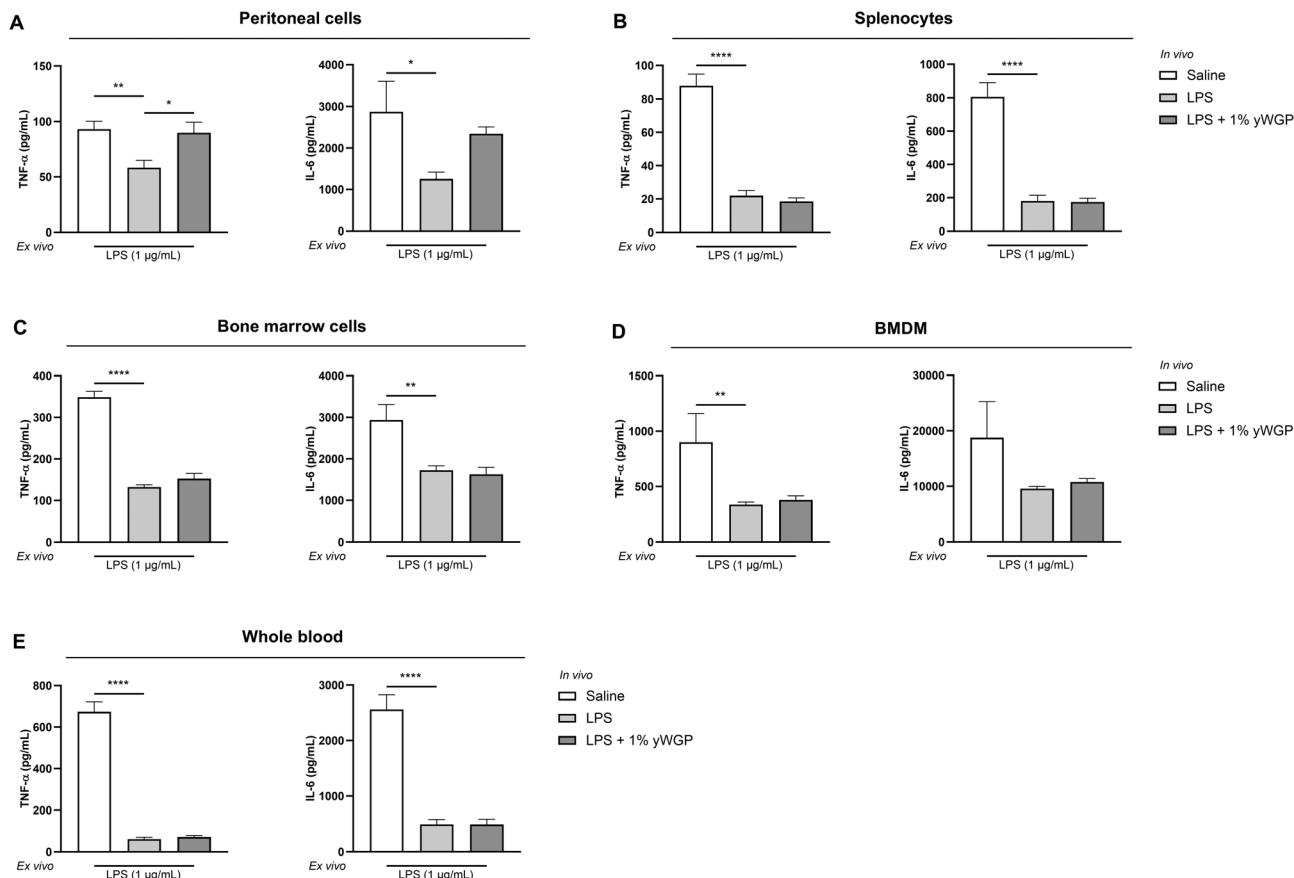 A
Peritoneal cells
TNF-α (pg/mL)
150
100
50
0
**
*
Ex vivo
LPS (1 µg/mL)
IL-6 (pg/mL)
4000
3000
2000
1000
0
*
Ex vivo
LPS (1 µg/mL)
B
Splenocytes
TNF-α (pg/mL)
100
80
60
40
20
0
****
Ex vivo
LPS (1 µg/mL)
IL-6 (pg/mL)
1000
800
600
400
200
0
****
Ex vivo
LPS (1 µg/mL)
In vivo
Saline
LPS
LPS + 1% yWGP
C
Bone marrow cells
TNF-α (pg/mL)
400
300
200
100
0
****
Ex vivo
LPS (1 µg/mL)
IL-6 (pg/mL)
4000
3000
2000
1000
0
**
Ex vivo
LPS (1 µg/mL)
D
BMDM
TNF-α (pg/mL)
1500
1000
500
0
**
Ex vivo
LPS (1 µg/mL)
IL-6 (pg/mL)
30000
20000
10000
0
Ex vivo
LPS (1 µg/mL)
In vivo
Saline
LPS
LPS + 1% yWGP
E
Whole blood
TNF-α (pg/mL)
800
600
400
200
0
****
Ex vivo
LPS (1 µg/mL)
IL-6 (pg/mL)
3000
2000
1000
0
****
Ex vivo
LPS (1 µg/mL)
In vivo
Saline
LPS
LPS + 1% yWGP